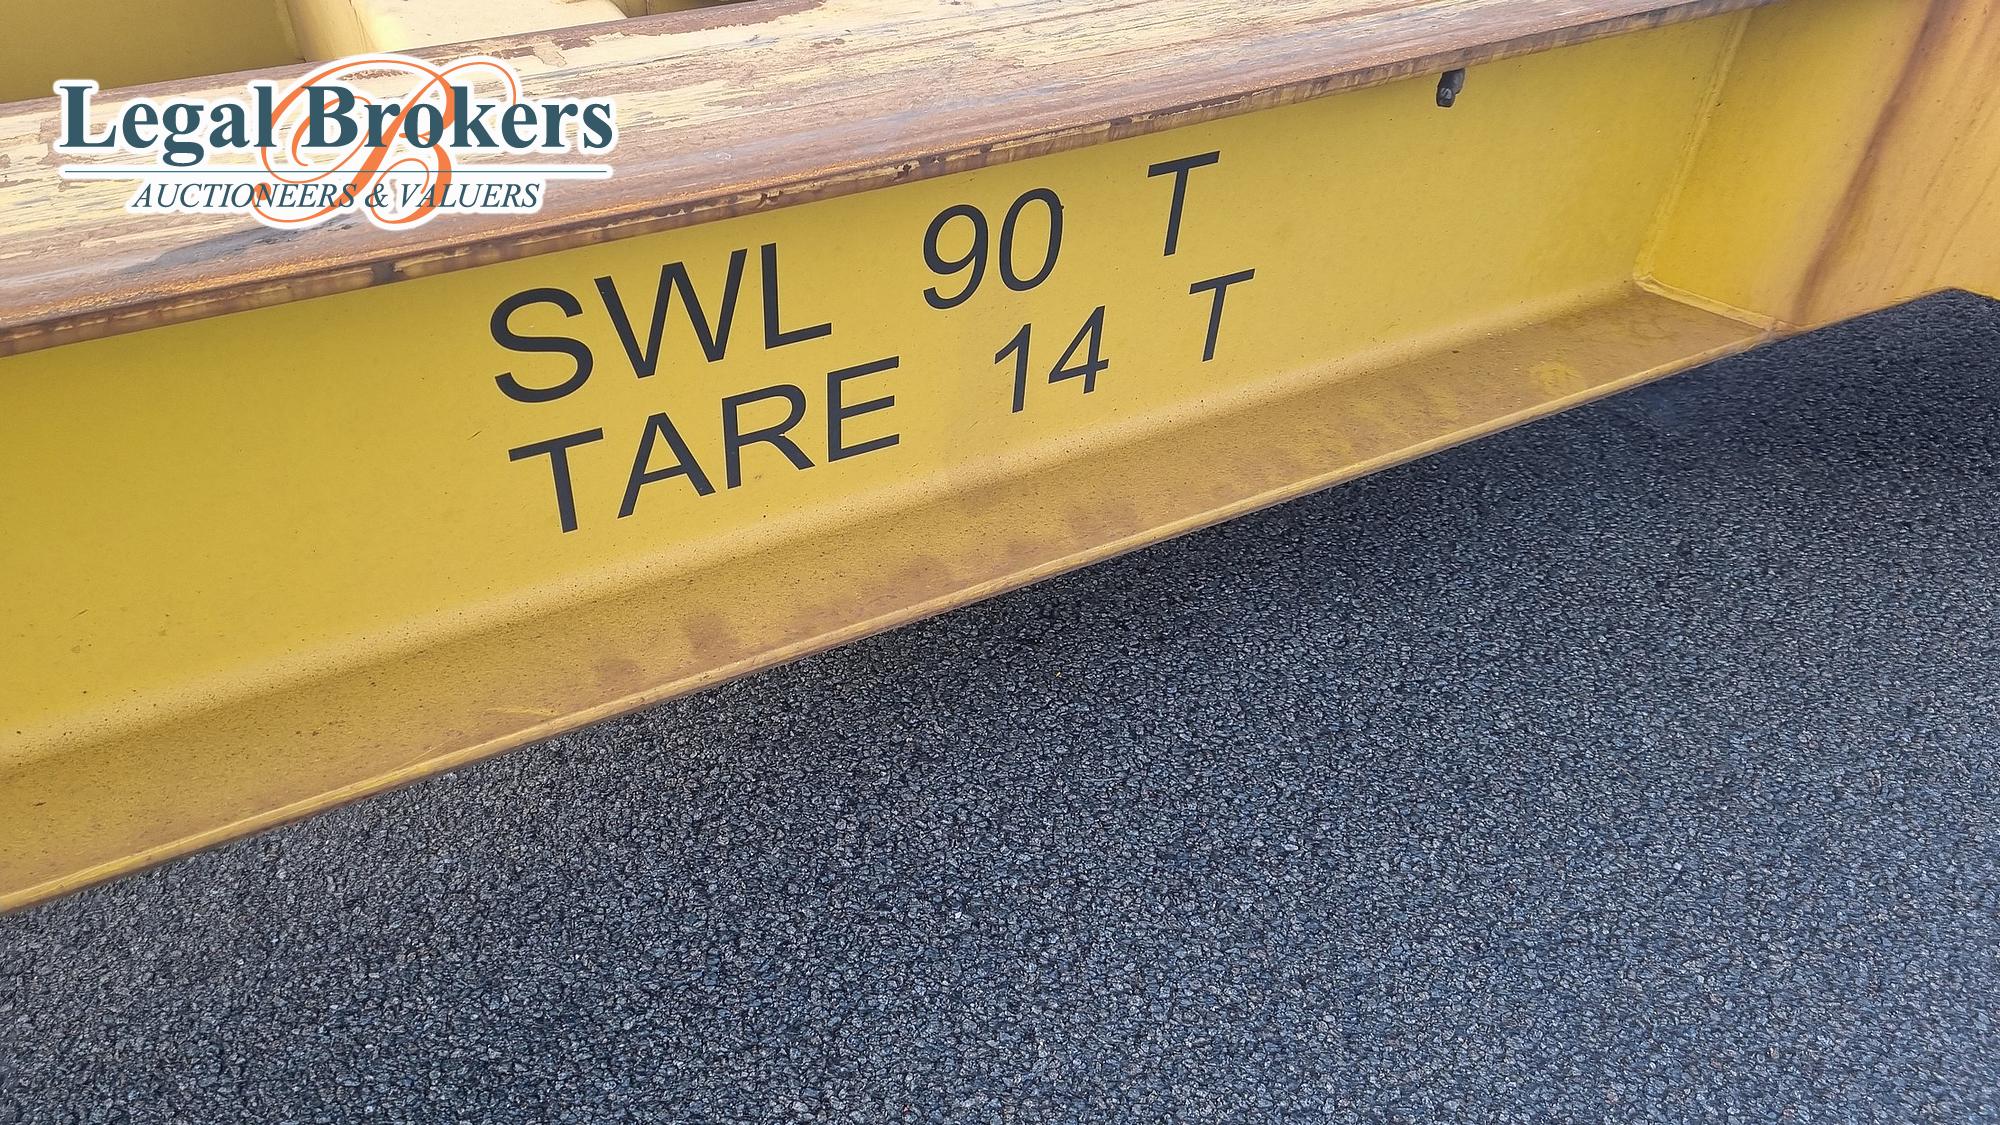 Legal Brokers
AUCTIONEERS & VALUERS
SWL 90 T
TARE 14 T